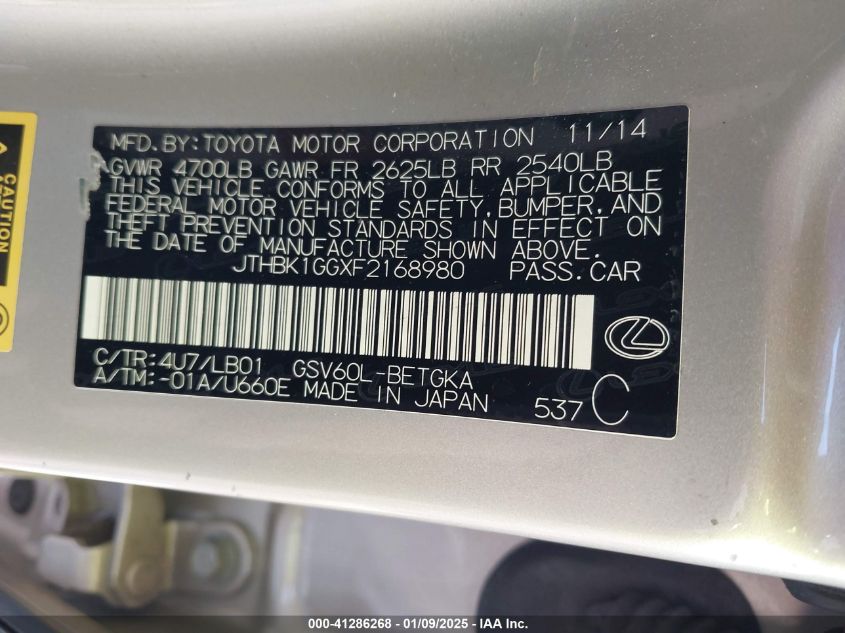 MFD. BY: TOYOTA MOTOR CORPORATION 11/14
GVWR 4700LB GAWR FR 2625LB RR 2540LB
THIS VEHICLE CONFORMS TO ALL APPLICABLE
FEDERAL MOTOR VEHICLE SAFETY, BUMPER, AND
THEFT PREVENTION STANDARDS IN EFFECT ON
THE DATE OF MANUFACTURE SHOWN ABOVE.
JTHBK1GGXF2168980 PASS. CAR
C/TR: 4U7/LB01 GSV60L-BETGKA
A/TM: -01A/U660E MADE IN JAPAN 537 C
CAUTION
000-41286268 - 01/09/2025 - IAA Inc.